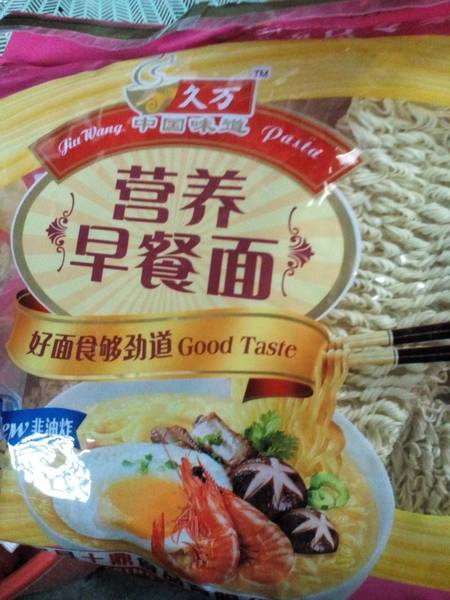 久万
TM
中国味道
Jiu Wang
Pasta
营养
早餐面
好面食够劲道 Good Taste
非油炸